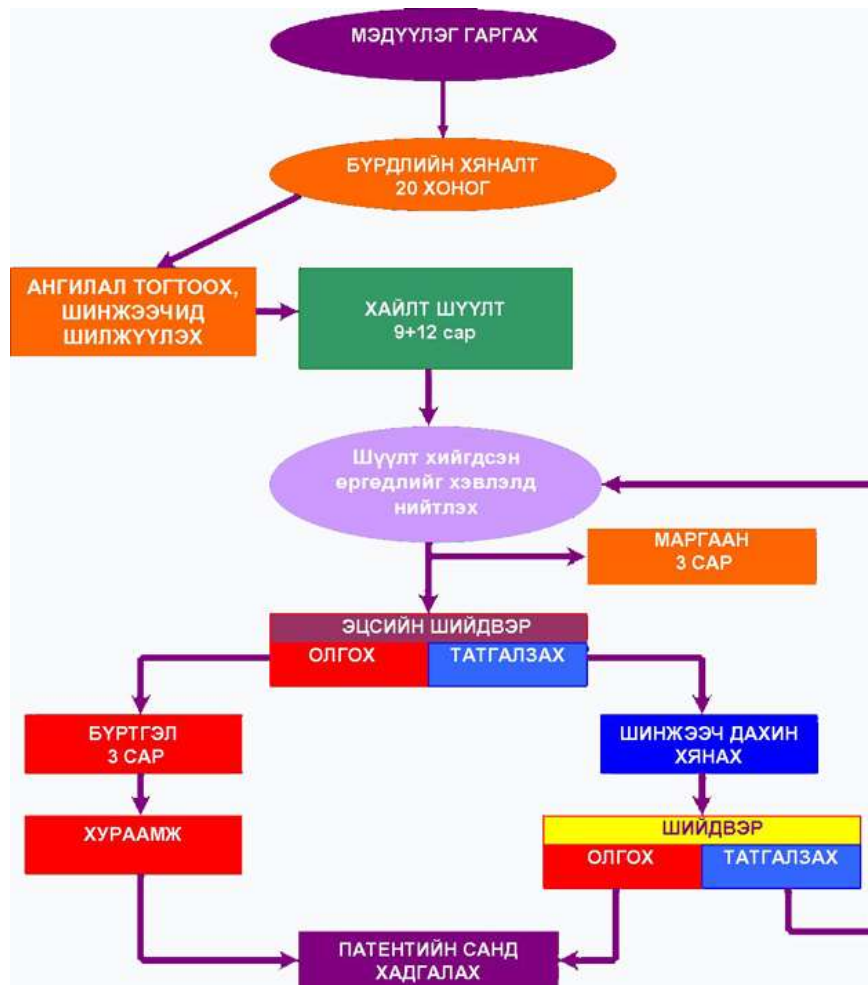 МЭДҮҮЛЭГ ГАРГАХ
БҮРДЛИЙН ХЯНАЛТ
20 ХОНОГ
АНГИЛАЛ ТОГТООХ,
ШИНЖЭЭЧИД
ШИЛЖҮҮЛЭХ
ХАЙЛТ ШҮҮЛТ
9+12 сар
Шүүлт хийгдсэн
өргөдлийг хэвлэлд
нийтлэх
МАРГААН
3 САР
ЭЦСИЙН ШИЙДВЭР
ОЛГОХ
ТАТГАЛЗАХ
БҮРТГЭЛ
3 САР
ШИНЖЭЭЧ ДАХИН
ХЯНАХ
ХУРААМЖ
ШИЙДВЭР
ОЛГОХ
ТАТГАЛЗАХ
ПАТЕНТИЙН САНД
ХАДГАЛАХ